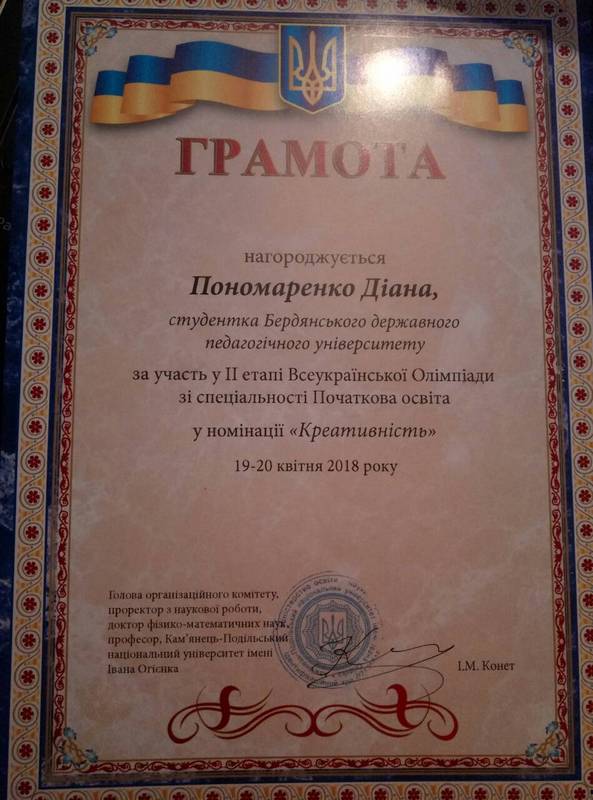 ГРАМОТА
нагороджується
Пономаренко Діана,
студентка Бердянського державного
педагогічного університету
за участь у ІІ етапі Всеукраїнської Олімпіади
зі спеціальності Початкова освіта
у номінації «Креативність»
19-20 квітня 2018 року
Голова організаційного комітету,
проректор з наукової роботи,
доктор фізико-математичних наук,
професор, Кам'янець-Подільський
національний університет імені
Івана Огієнка
І.М. Конет